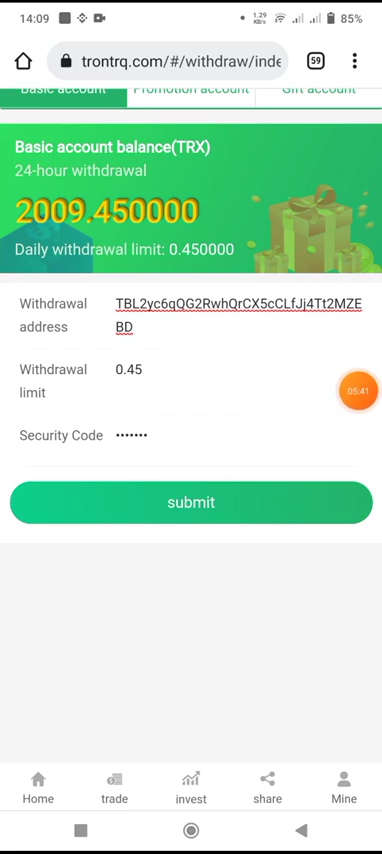 14:09
1.29
KB/s
85%
trontrq.com/#/withdraw/inde
59
Basic account
Promotion account
Gift account
Basic account balance(TRX)
24-hour withdrawal
2009.450000
Daily withdrawal limit: 0.450000
Withdrawal address
TBL2yc6qQG2RwhQrCX5cCLfJj4Tt2MZE
BD
Withdrawal limit
0.45
05:41
Security Code
•••••••
submit
Home
trade
invest
share
Mine